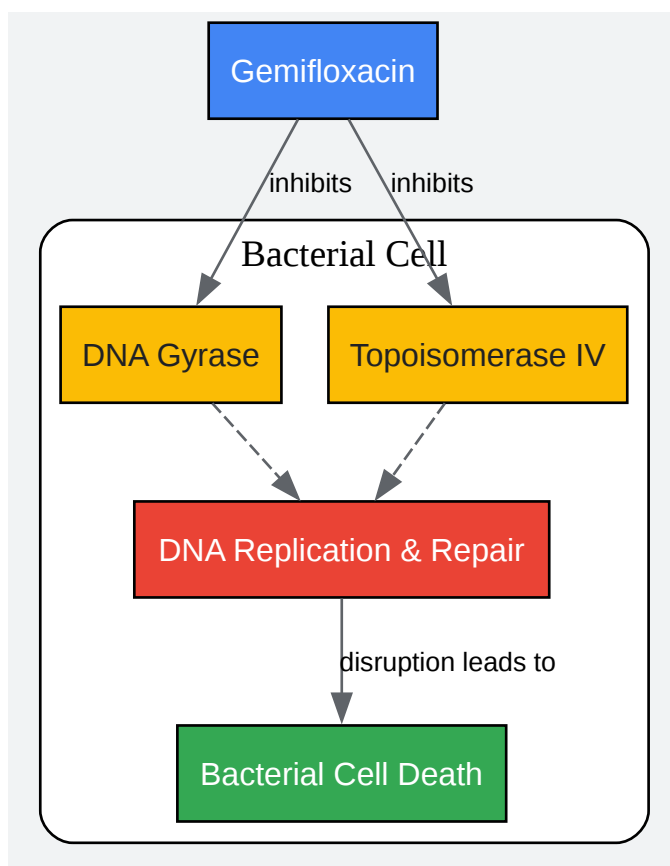 Gemifloxacin
inhibits
inhibits
Bacterial Cell
DNA Gyrase
Topoisomerase IV
DNA Replication & Repair
disruption leads to
Bacterial Cell Death